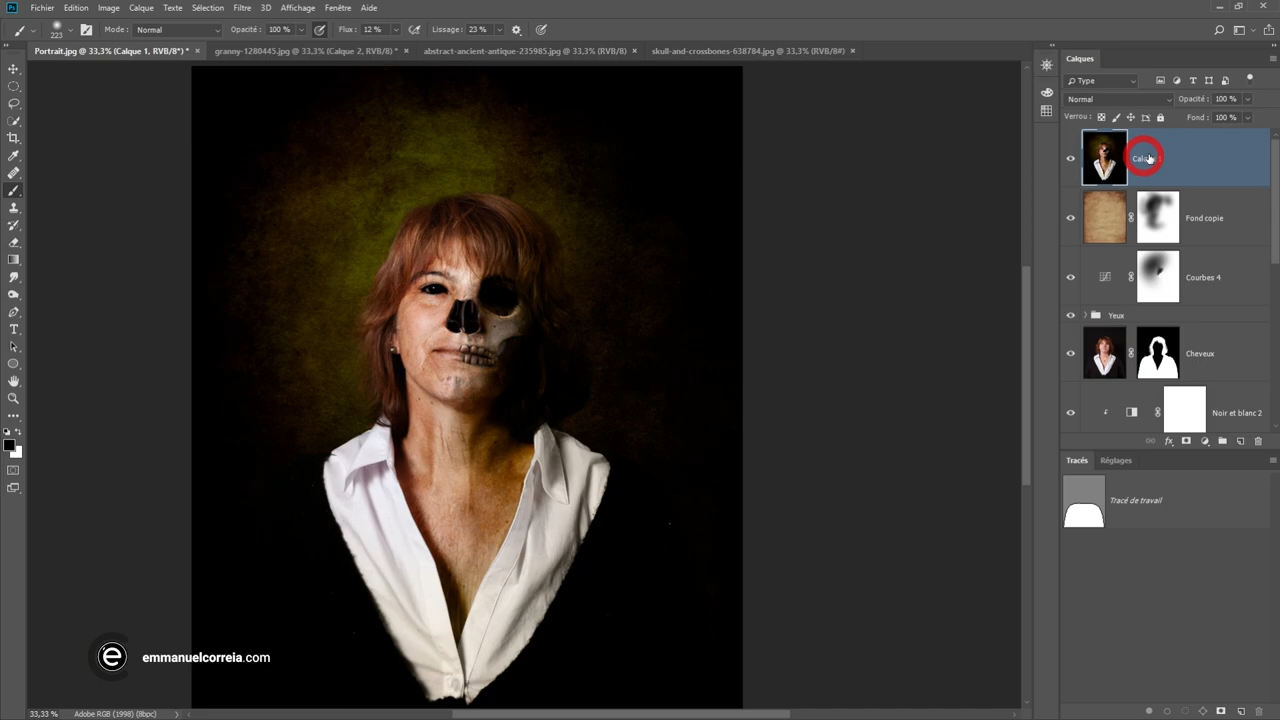 Ps Fichier Edition Image Calque Texte Sélection Filtre 3D Affichage Fenêtre Aide
223 Mode : Normal Opacité : 100 % Flux : 12 % Lissage : 23 %
Portrait.jpg @ 33,3% (Calque 1, RVB/8*) * granny-1280445.jpg @ 33,3% (Calque 2, RVB/8) * abstract-ancient-antique-235985.jpg @ 33,3% (RVB/8) skull-and-crossbones-638784.jpg @ 33,3% (RVB/8#)
Calques
Type
Normal Opacité : 100 %
Verrou : Fond : 100 %
Fond copie
Courbes 4
Yeux
Cheveux
Noir et blanc 2
fx
Tracés Réglages
Tracé de travail
e emmanuelcorreia.com
33,33 % Adobe RGB (1998) (8bpc)